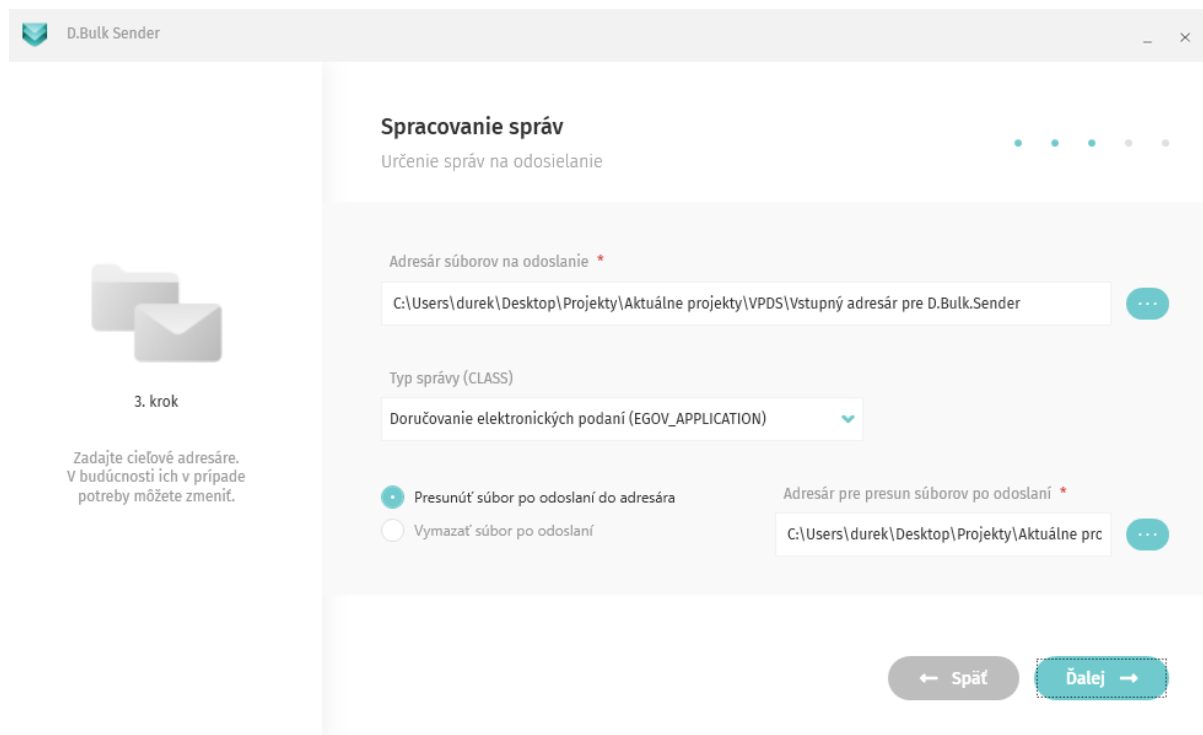 D.Bulk Sender
Spracovanie správ
Určenie správ na odosielanie
Adresár súborov na odoslanie *
C:\Users\durek\Desktop\Projekty\Aktuálne projekty\VPDS\Vstupný adresár pre D.Bulk.Sender
Typ správy (CLASS)
Doručovanie elektronických podaní (EGOV_APPLICATION)
3. krok
Zadajte cieľové adresáre.
V budúcnosti ich v prípade
potreby môžete zmeniť.
Presunúť súbor po odoslaní do adresára
Vymazať súbor po odoslaní
Adresár pre presun súborov po odoslaní *
C:\Users\durek\Desktop\Projekty\Aktuálne prc
Späť
Ďalej